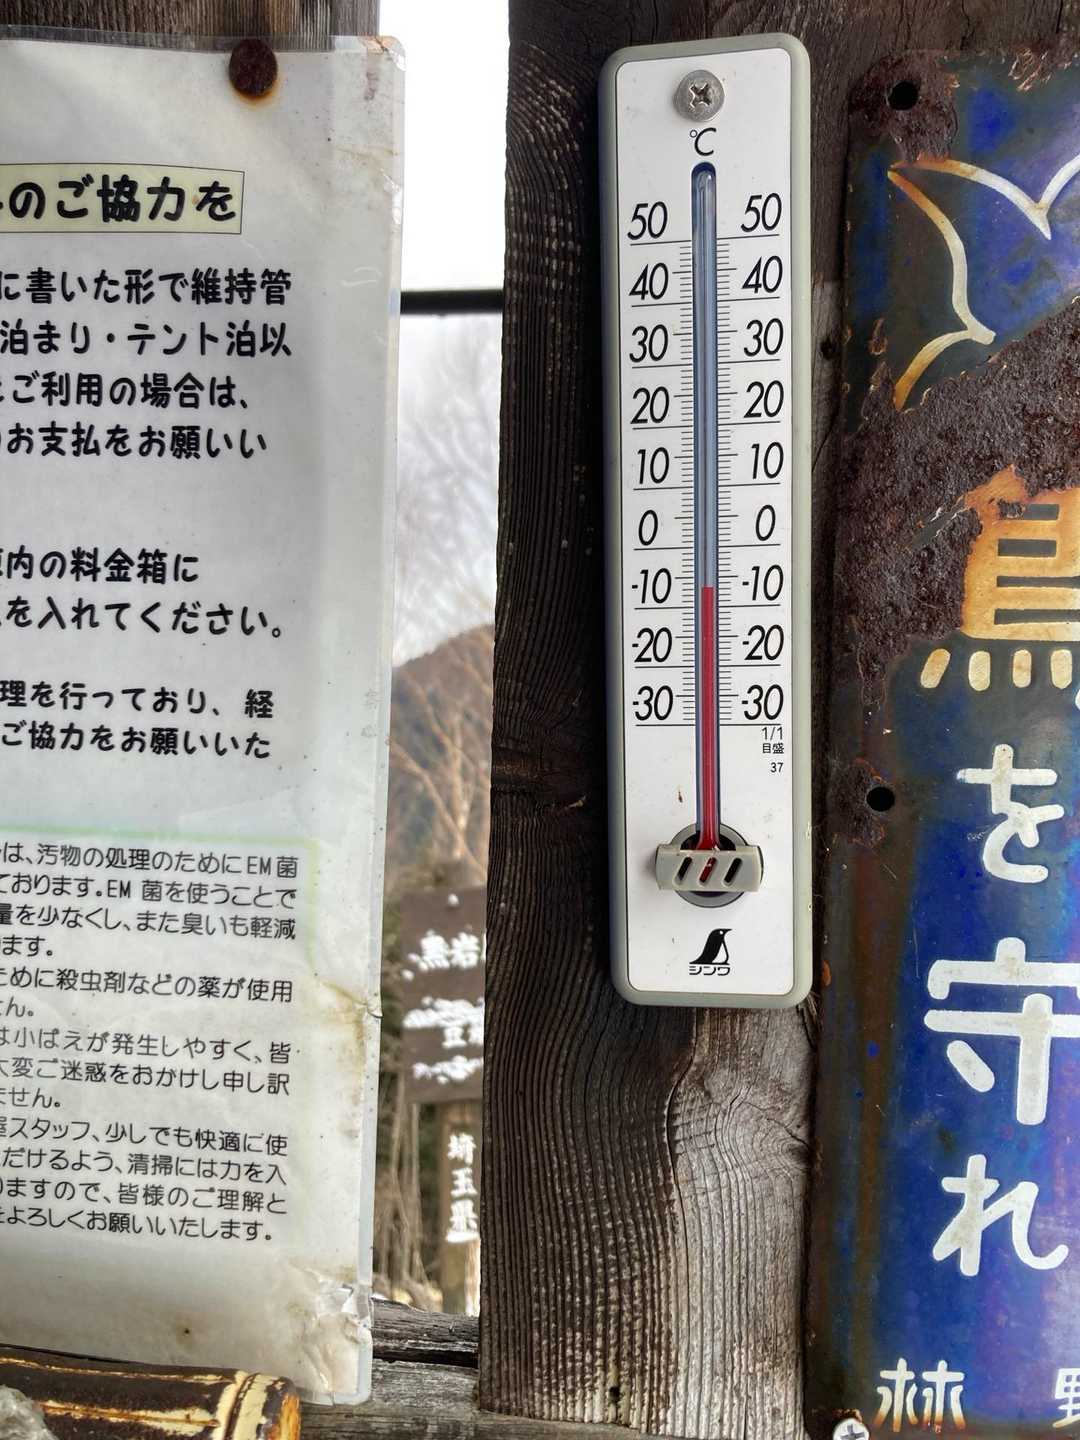 のご協力を
に書いた形で維持管
泊まり・テント泊以
ご利用の場合は、
お支払をお願いい
内の料金箱に
を入れてください。
理を行っており、経
ご協力をお願いいた
は、汚物の処理のためにEM菌
ております。EM 菌を使うことで
量を少なくし、また臭いも軽減
ます。
ために殺虫剤などの薬が使用
せん。
は小ばえが発生しやすく、皆
大変ご迷惑をおかけし申し訳
ません。
スタッフ、少しでも快適に使
だけるよう、清掃には力を入
りますので、皆様のご理解と
をよろしくお願いいたします。
黒岩
埼玉県
℃
50 50
40 40
30 30
20 20
10 10
0 0
-10 -10
-20 -20
-30 -30
1/1
目盛
37
シンワ
鳥を守れ
林野